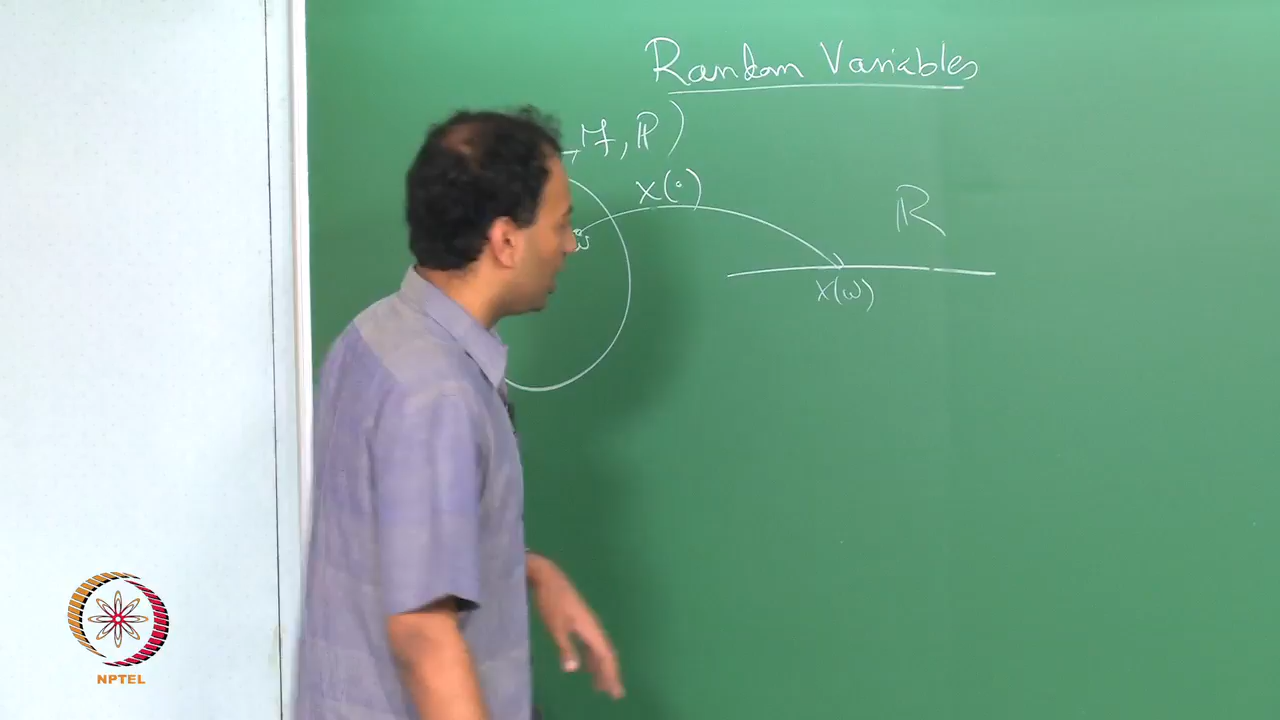 Random Variables
ℱ, ℙ)
X(·)
ℝ
ω
X(ω)
NPTEL